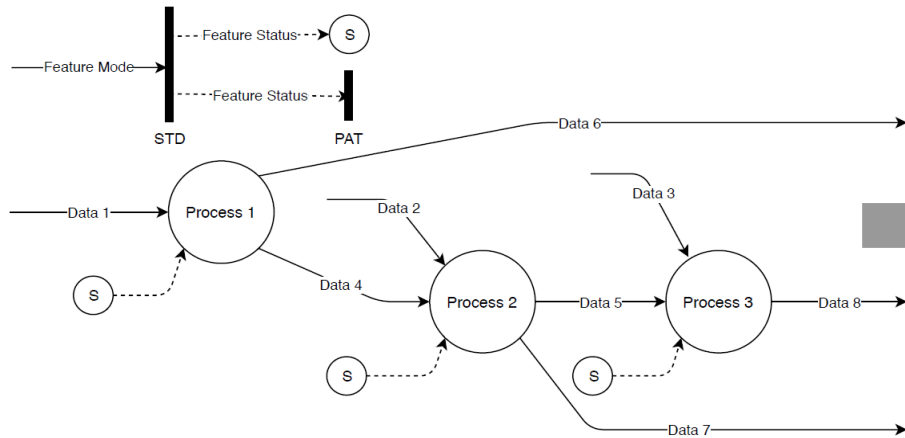 Feature Status
S
Feature Mode
Feature Status
STD
PAT
Data 6
Data 1
Process 1
Data 2
Data 3
S
Data 4
Process 2
Data 5
Process 3
Data 8
S
S
Data 7